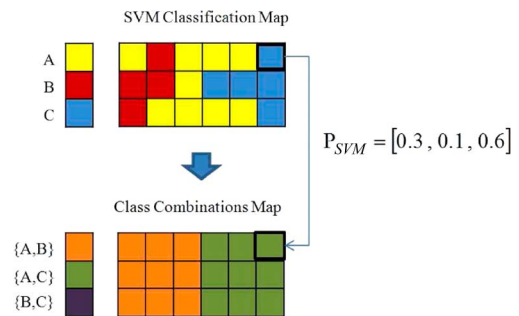 SVM Classification Map
A
B
C
P_SVM = [0.3 , 0.1 , 0.6]
Class Combinations Map
{A,B}
{A,C}
{B,C}